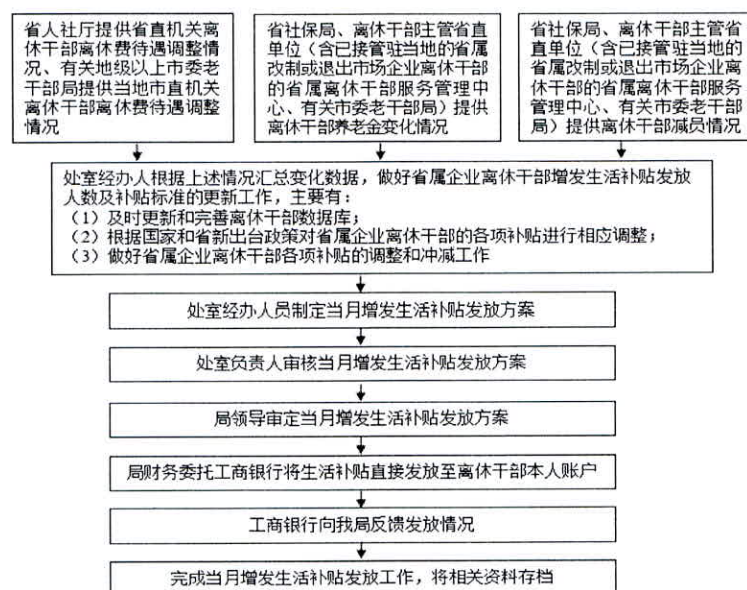 省人社厅提供省直机关离
休干部离休费待遇调整情
况、有关地级以上市委老
干部局提供当地市直机关
离休干部离休费待遇调整
情况
省社保局、离休干部主管省直
单位（含已接管驻当地的省属
改制或退出市场企业离休干部
的省属离休干部服务管理中
心、有关市委老干部局）提供
离休干部养老金变化情况
省社保局、离休干部主管省
直单位（含已接管驻当地的
省属改制或退出市场企业离
休干部的省属离休干部服务
管理中心、有关市委老干部
局）提供离休干部减员情况
处室经办人根据上述情况汇总变化数据，做好省属企业离休干部增发生活补贴发放
人数及补贴标准的更新工作，主要有：
（1）及时更新和完善离休干部数据库；
（2）根据国家和省新出台政策对省属企业离休干部的各项补贴进行相应调整；
（3）做好省属企业离休干部各项补贴的调整和冲减工作
处室经办人员制定当月增发生活补贴发放方案
处室负责人审核当月增发生活补贴发放方案
局领导审定当月增发生活补贴发放方案
局财务委托工商银行将生活补贴直接发放至离休干部本人账户
工商银行向我局反馈发放情况
完成当月增发生活补贴发放工作，将相关资料存档